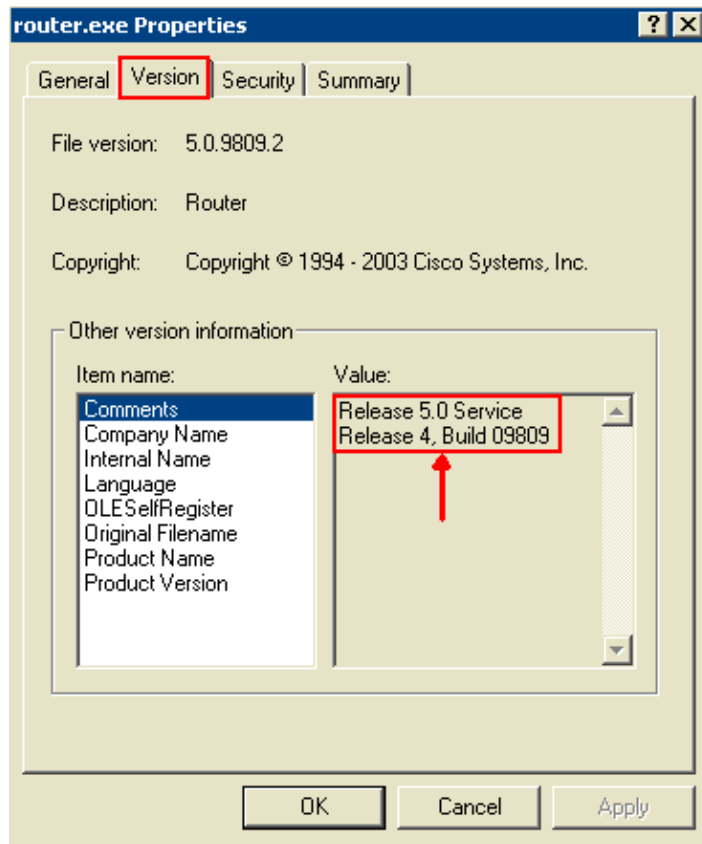 router.exe Properties
? X
General Version Security Summary
File version: 5.0.9809.2
Description: Router
Copyright: Copyright © 1994 - 2003 Cisco Systems, Inc.
Other version information
Item name:
Comments
Company Name
Internal Name
Language
OLESelfRegister
Original Filename
Product Name
Product Version
Value:
Release 5.0 Service
Release 4, Build 09809
OK Cancel Apply